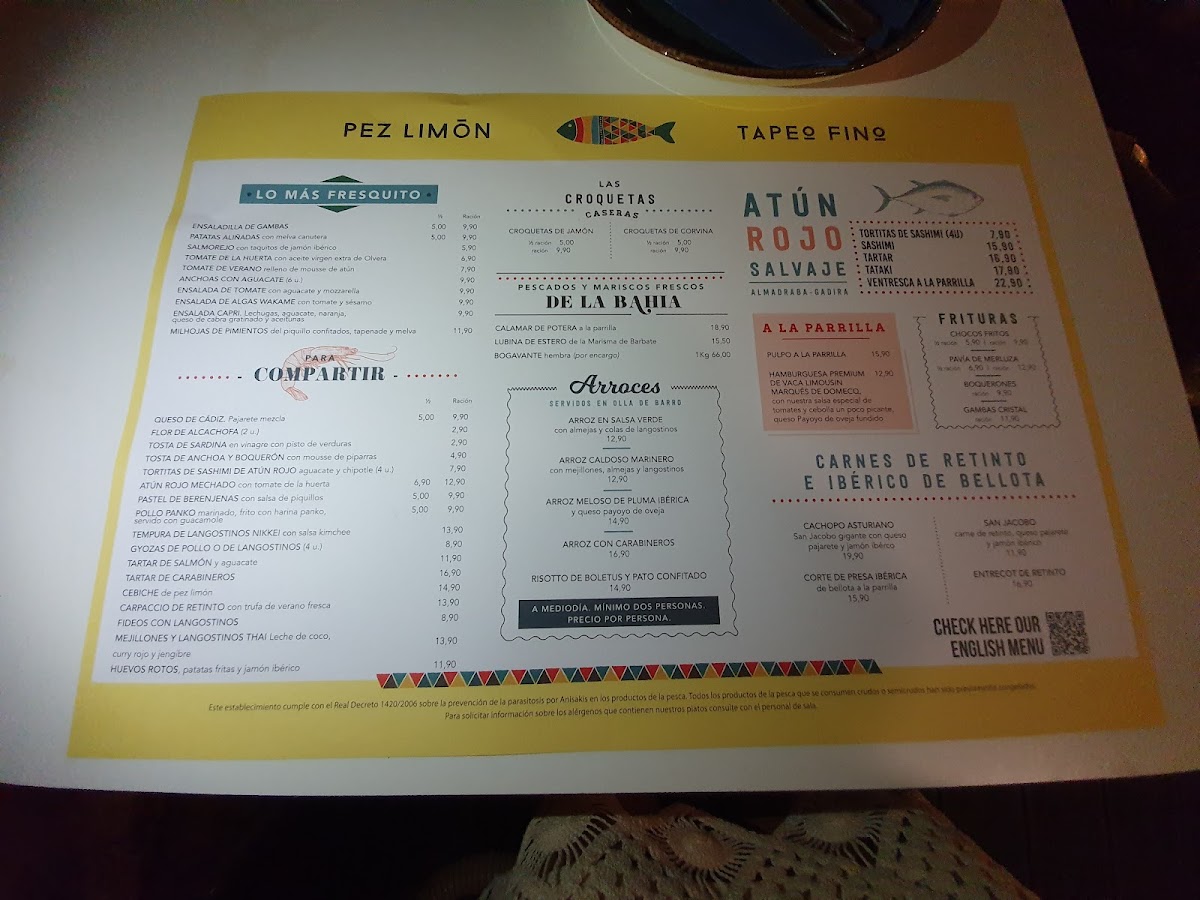 PEZ LIMŌN
TAPEO FINO
LO MÁS FRESQUITO
½ Ración
ENSALADILLA DE GAMBAS 5,00 9,90
PATATAS ALIÑADAS con melva canutera 5,00 9,90
SALMOREJO con taquitos de jamón ibérico 5,90
TOMATE DE LA HUERTA con aceite virgen extra de Olvera 6,90
TOMATE DE VERANO relleno de mousse de atún 7,90
ANCHOAS CON AGUACATE (6 u.) 9,90
ENSALADA DE TOMATE con aguacate y mozzarella 9,90
ENSALADA DE ALGAS WAKAME con tomate y sésamo 9,90
ENSALADA CAPRI. Lechugas, aguacate, naranja, 9,90
queso de cabra gratinado y aceitunas
MILHOJAS DE PIMIENTOS del piquillo confitados, tapenade y melva 11,90
PARA
- COMPARTIR -
½ Ración
QUESO DE CÁDIZ. Pajarete mezcla 5,00 9,90
FLOR DE ALCACHOFA (2 u.) 2,90
TOSTA DE SARDINA en vinagre con pisto de verduras 2,90
TOSTA DE ANCHOA Y BOQUERÓN con mousse de piparras 4,90
TORTITAS DE SASHIMI DE ATÚN ROJO aguacate y chipotle (4 u.) 7,90
ATÚN ROJO MECHADO con tomate de la huerta 6,90 12,90
PASTEL DE BERENJENAS con salsa de piquillos 5,00 9,90
POLLO PANKO marinado, frito con harina panko, 5,00 9,90
servido con guacamole
TEMPURA DE LANGOSTINOS NIKKEI con salsa kimchee 13,90
GYOZAS DE POLLO O DE LANGOSTINOS (4 u.) 8,90
TARTAR DE SALMÓN y aguacate 11,90
TARTAR DE CARABINEROS 16,90
CEBICHE de pez limón 14,90
CARPACCIO DE RETINTO con trufa de verano fresca 13,90
FIDEOS CON LANGOSTINOS 8,90
MEJILLONES Y LANGOSTINOS THAI Leche de coco, 13,90
curry rojo y jengibre
HUEVOS ROTOS, patatas fritas y jamón ibérico 11,90
LAS
CROQUETAS
CASERAS
CROQUETAS DE JAMÓN
½ ración 5,00
ración 9,90
CROQUETAS DE CORVINA
½ ración 5,00
ración 9,90
PESCADOS Y MARISCOS FRESCOS
DE LA BAHIA
CALAMAR DE POTERA a la parrilla 18,90
LUBINA DE ESTERO de la Marisma de Barbate 15,50
BOGAVANTE hembra (por encargo) 1Kg 66.00
Arroces
SERVIDOS EN OLLA DE BARRO
ARROZ EN SALSA VERDE
con almejas y colas de langostinos
12,90
ARROZ CALDOSO MARINERO
con mejillones, almejas y langostinos
12,90
ARROZ MELOSO DE PLUMA IBÉRICA
y queso payoyo de oveja
14,90
ARROZ CON CARABINEROS
16,90
RISOTTO DE BOLETUS Y PATO CONFITADO
14,90
A MEDIODÍA. MÍNIMO DOS PERSONAS.
PRECIO POR PERSONA.
ATÚN
ROJO
SALVAJE
ALMADRABA-GADIRA
TORTITAS DE SASHIMI (4U) 7,90
SASHIMI 15,90
TARTAR 16,90
TATAKI 17,90
VENTRESCA A LA PARRILLA 22,90
A LA PARRILLA
PULPO A LA PARRILLA 15,90
HAMBURGUESA PREMIUM 12,90
DE VACA LIMOUSIN
MARQUÉS DE DOMECQ,
con nuestra salsa especial de
tomates y cebolla un poco picante,
queso Payoyo de oveja fundido
FRITURAS
CHOCOS FRITOS
½ ración 5,90 | ración 9,90
PAVÍA DE MERLUZA
½ ración 6,90 | ración 12,90
BOQUERONES
ración 9,90
GAMBAS CRISTAL
ración 11,90
CARNES DE RETINTO
E IBÉRICO DE BELLOTA
CACHOPO ASTURIANO
San Jacobo gigante con queso
pajarete y jamón ibérco
19,90
CORTE DE PRESA IBÉRICA
de bellota a la parrilla
15,90
SAN JACOBO
carne de retinto, queso pajarete
y jamón ibérico
11,90
ENTRECOT DE RETINTO
16,90
CHECK HERE OUR
ENGLISH MENU
Este establecimiento cumple con el Real Decreto 1420/2006 sobre la prevención de la parasitosis por Anisakis en los productos de la pesca. Todos los productos de la pesca que se consumen crudos o semicrudos han sido previamente congelados.
Para solicitar información sobre los alérgenos que contienen nuestros platos consulte con el personal de sala.